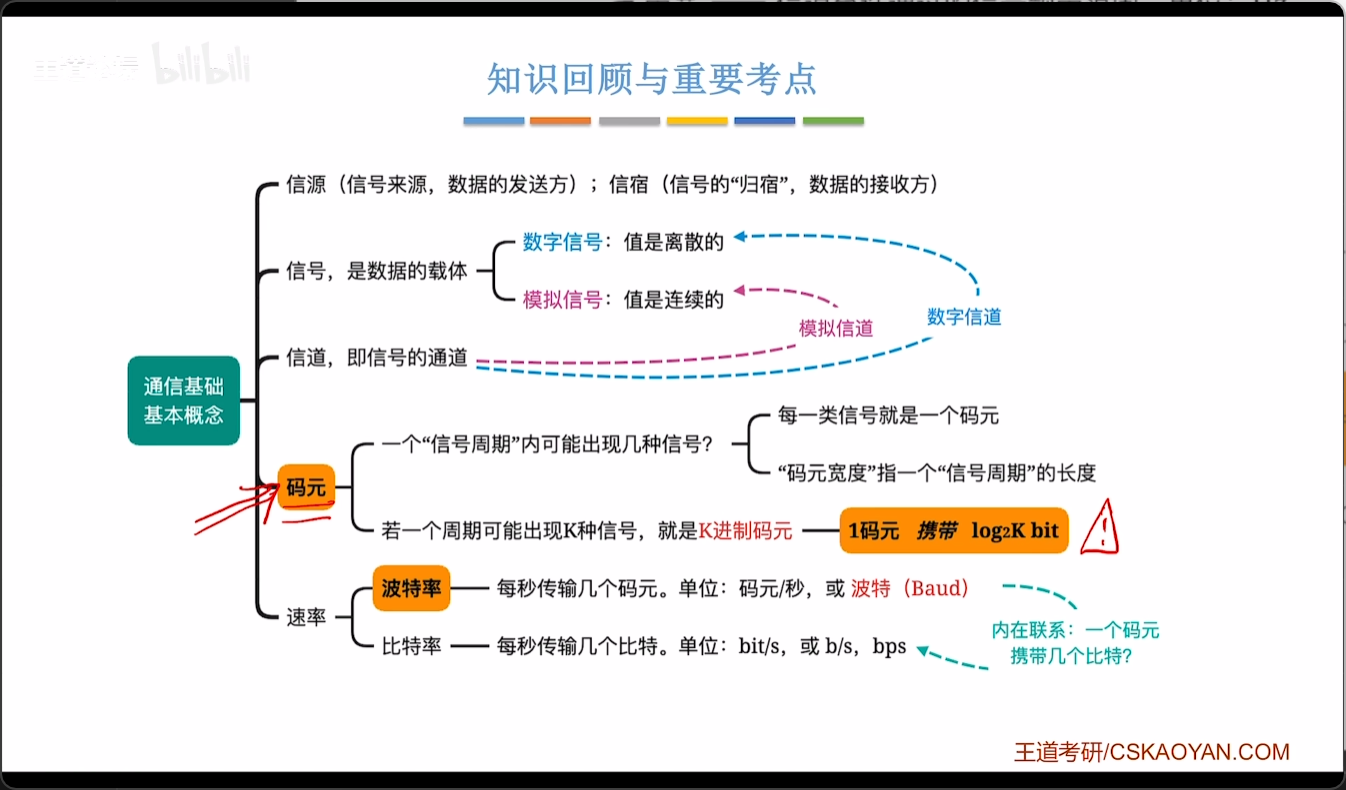 bilibili
知识回顾与重要考点
信源（信号来源，数据的发送方）；信宿（信号的“归宿”，数据的接收方）
信号，是数据的载体
数字信号：值是离散的
模拟信号：值是连续的
信道，即信号的通道
模拟信道
数字信道
通信基础
基本概念
码元
一个“信号周期”内可能出现几种信号？
每一类信号就是一个码元
“码元宽度”指一个“信号周期”的长度
若一个周期可能出现K种信号，就是K进制码元
1码元 携带 log₂K bit
!
速率
波特率
每秒传输几个码元。单位：码元/秒，或 波特（Baud）
比特率
每秒传输几个比特。单位：bit/s，或 b/s，bps
内在联系：一个码元
携带几个比特？
王道考研/CSKAOYAN.COM